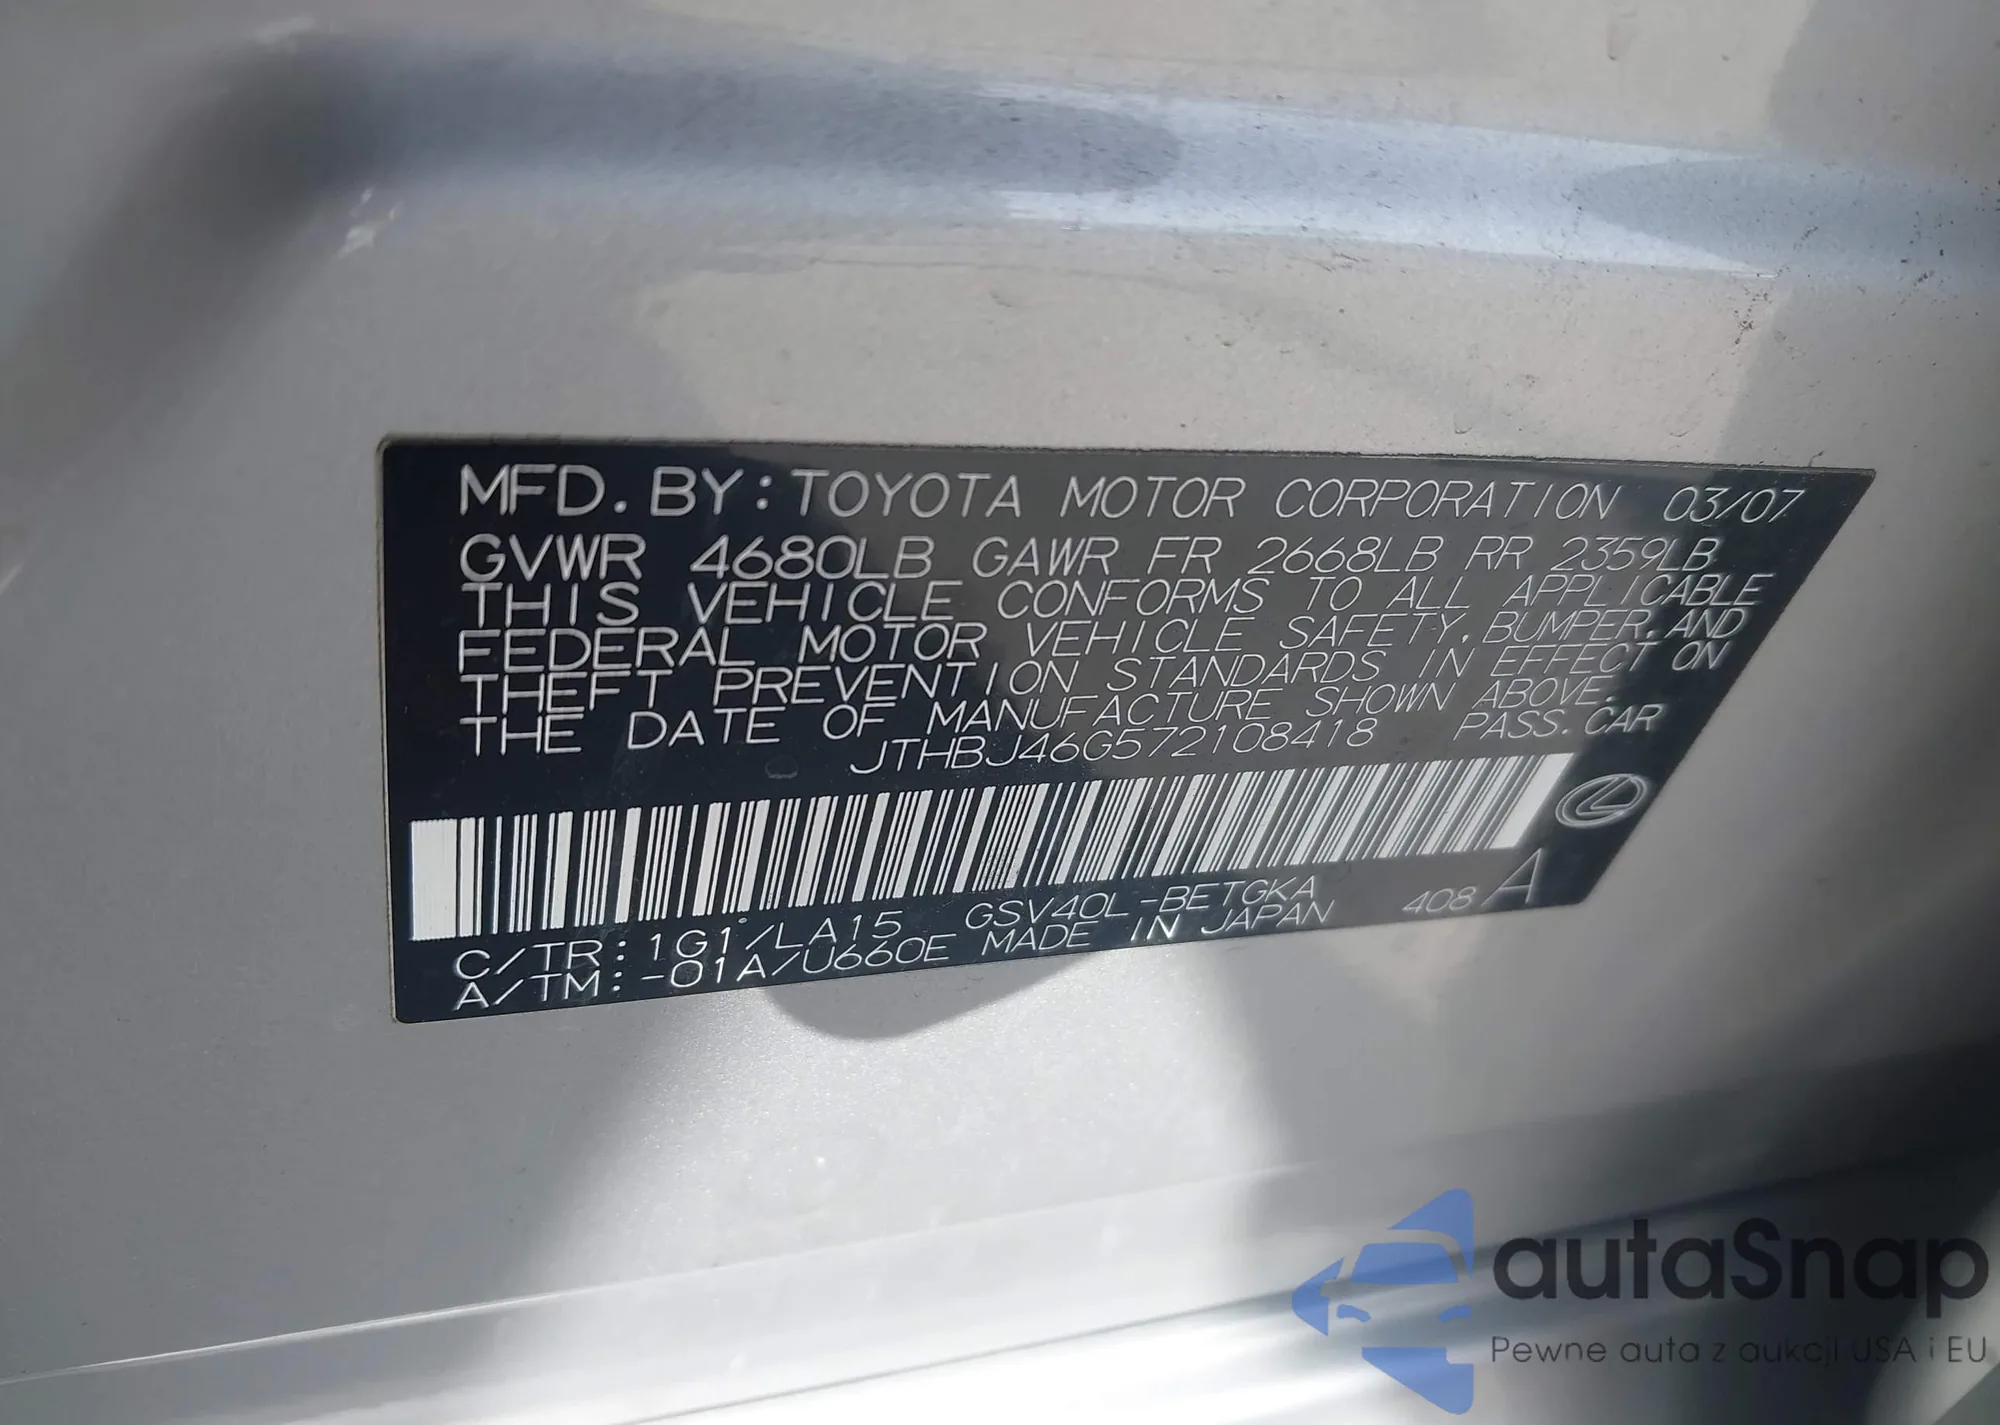 MFD. BY: TOYOTA MOTOR CORPORATION 03/07
GVWR 4680LB GAWR FR 2668LB RR 2359LB
THIS VEHICLE CONFORMS TO ALL APPLICABLE
FEDERAL MOTOR VEHICLE SAFETY, BUMPER, AND
THEFT PREVENTION STANDARDS IN EFFECT ON
THE DATE OF MANUFACTURE SHOWN ABOVE.
JTHBJ46G572108418 PASS. CAR
C/TR: 1G1/LA15 GSV40L-BETGKA 408 A
A/TM: -01A/U660E MADE IN JAPAN
autaSnap
Pewne auta z aukcji USA i EU